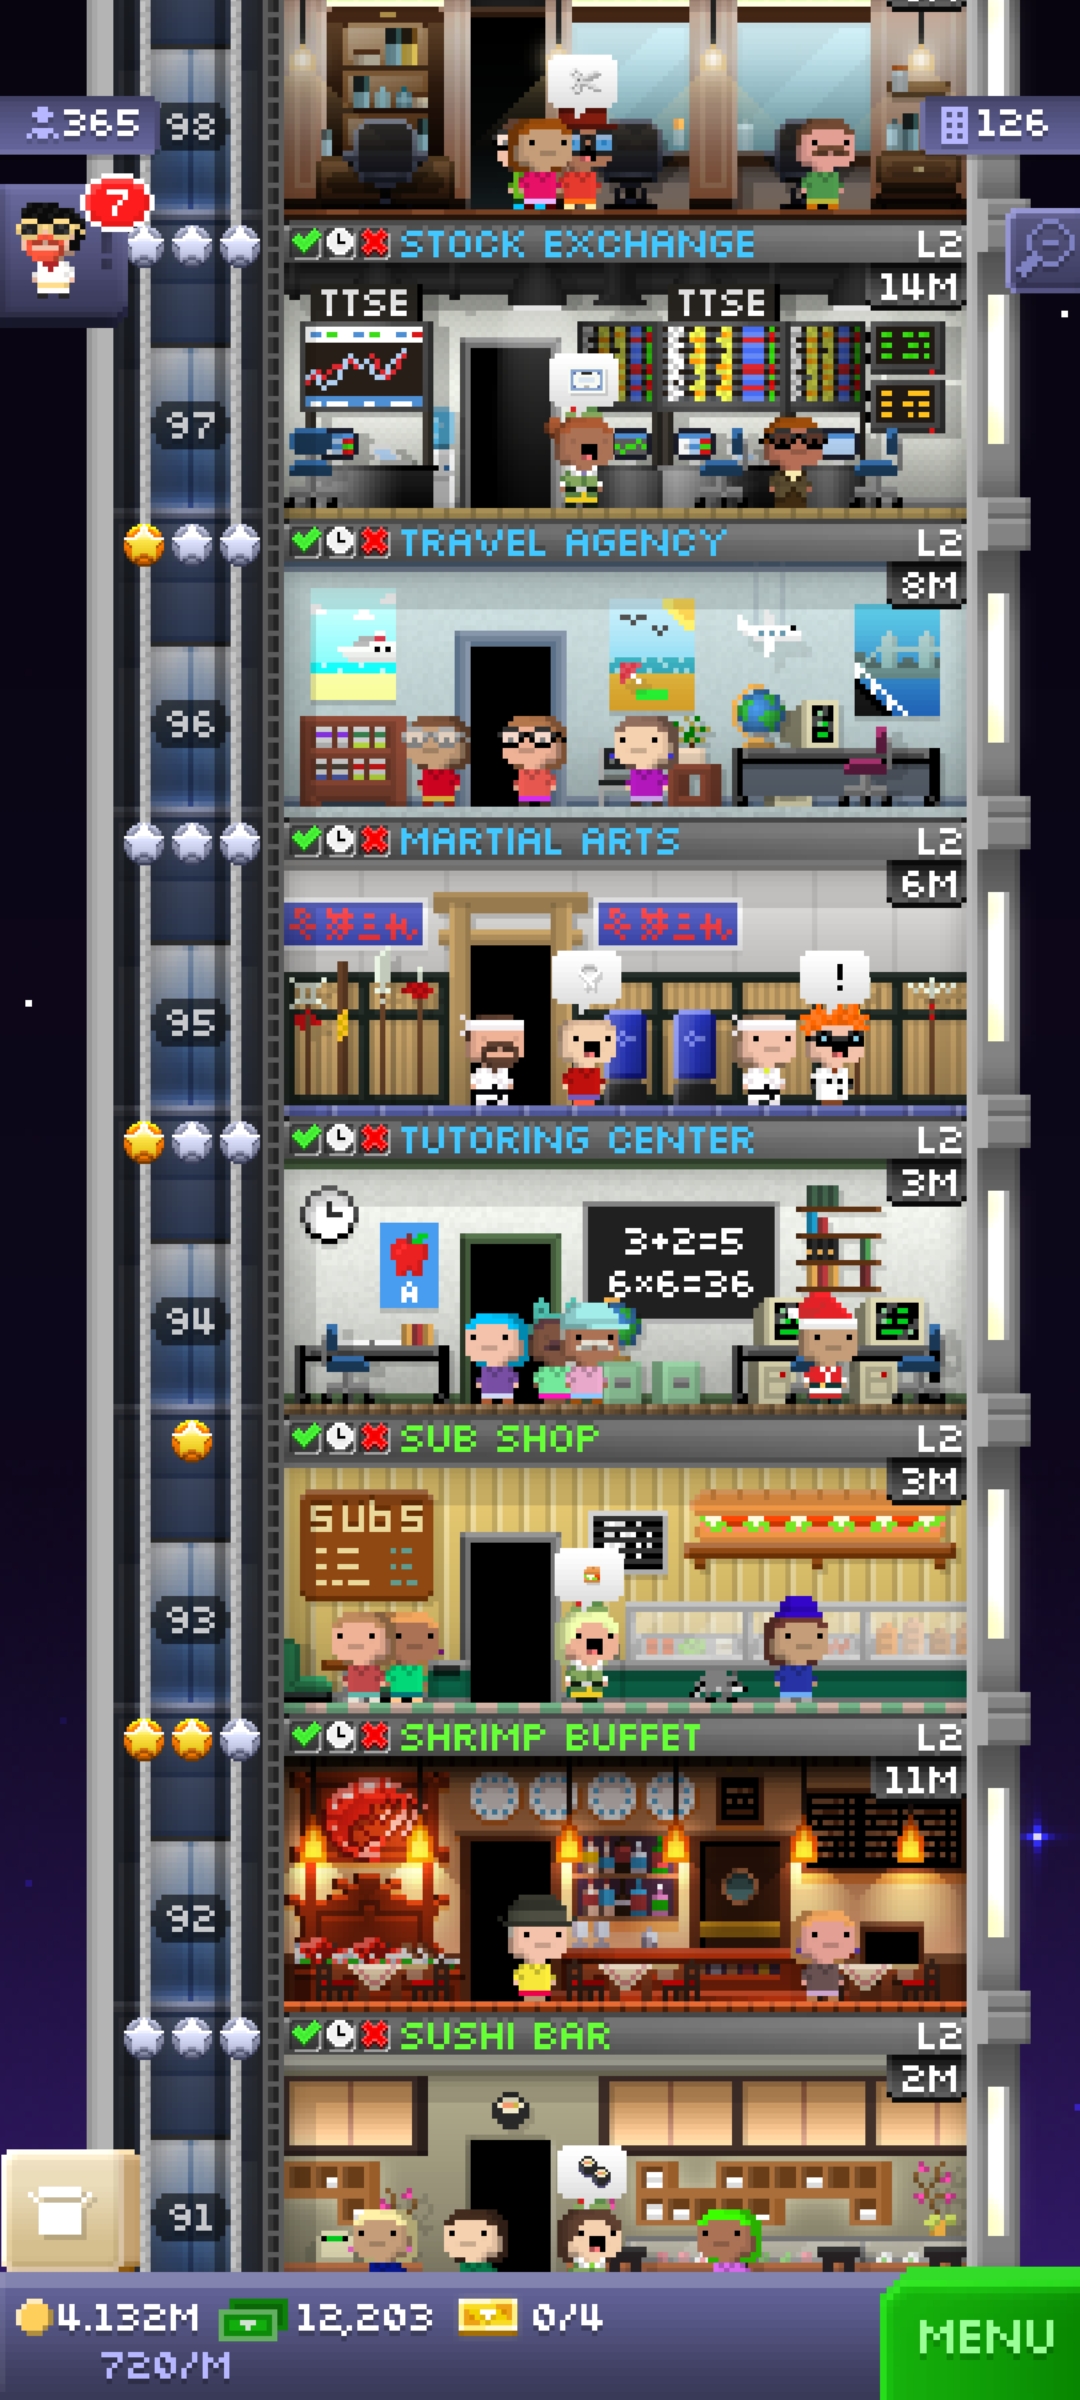 365
98
126
7
STOCK EXCHANGE L2
14M
TTSE TTSE
97
TRAVEL AGENCY L2
8M
96
MARTIAL ARTS L2
6M
!
95
TUTORING CENTER L2
3M
3+2=5
A
6x6=36
94
SUB SHOP L2
3M
SUBS
93
SHRIMP BUFFET L2
11M
92
SUSHI BAR L2
2M
91
4.132M 12,203 0/4
720/M
MENU